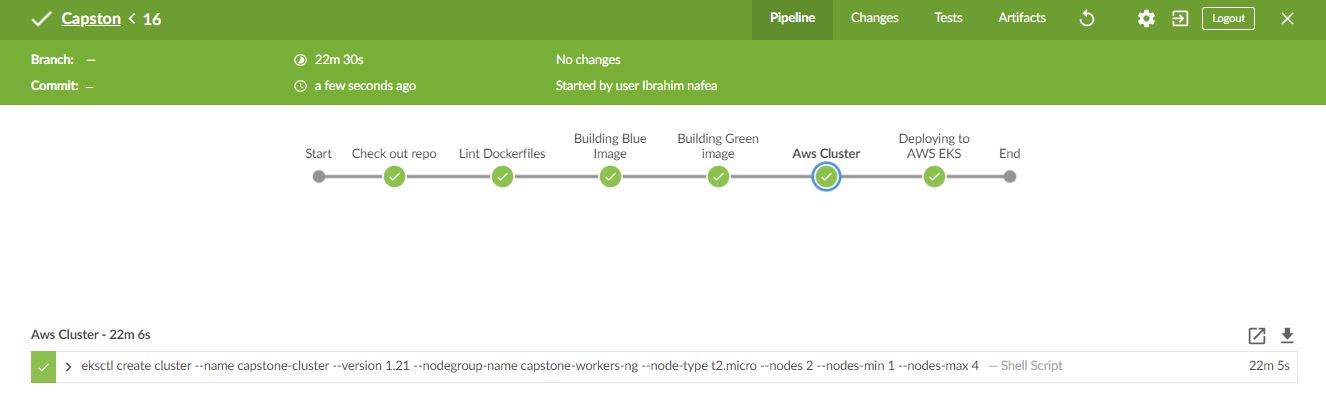 Capston < 16
Pipeline Changes Tests Artifacts Logout
Branch: — 22m 30s No changes
Commit: — a few seconds ago Started by user Ibrahim nafea
Start Check out repo Lint Dockerfiles Building Blue Image Building Green image Aws Cluster Deploying to AWS EKS End
Aws Cluster - 22m 6s
eksctl create cluster --name capstone-cluster --version 1.21 --nodegroup-name capstone-workers-ng --node-type t2.micro --nodes 2 --nodes-min 1 --nodes-max 4 — Shell Script 22m 5s